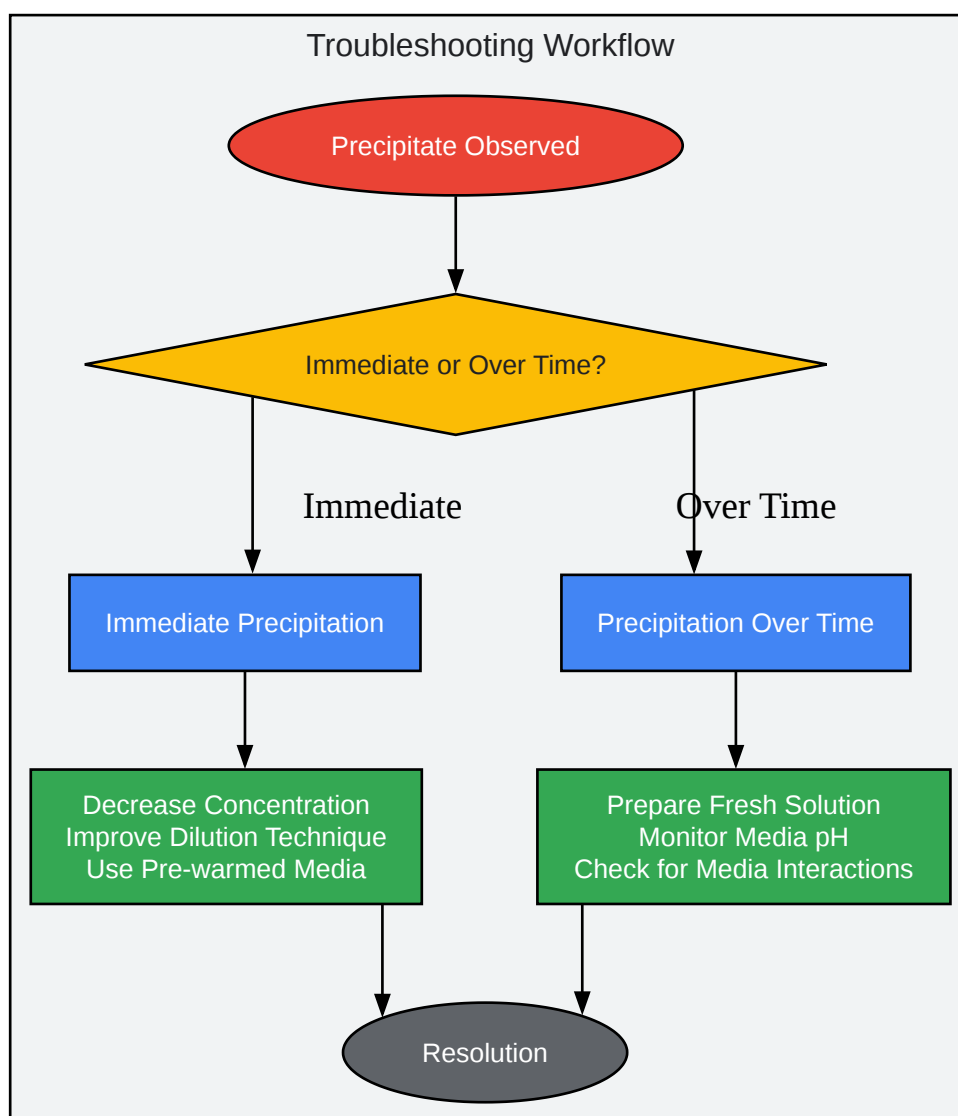 Troubleshooting Workflow
Precipitate Observed
Immediate or Over Time?
Immediate
Over Time
Immediate Precipitation
Precipitation Over Time
Decrease Concentration
Improve Dilution Technique
Use Pre-warmed Media
Prepare Fresh Solution
Monitor Media pH
Check for Media Interactions
Resolution